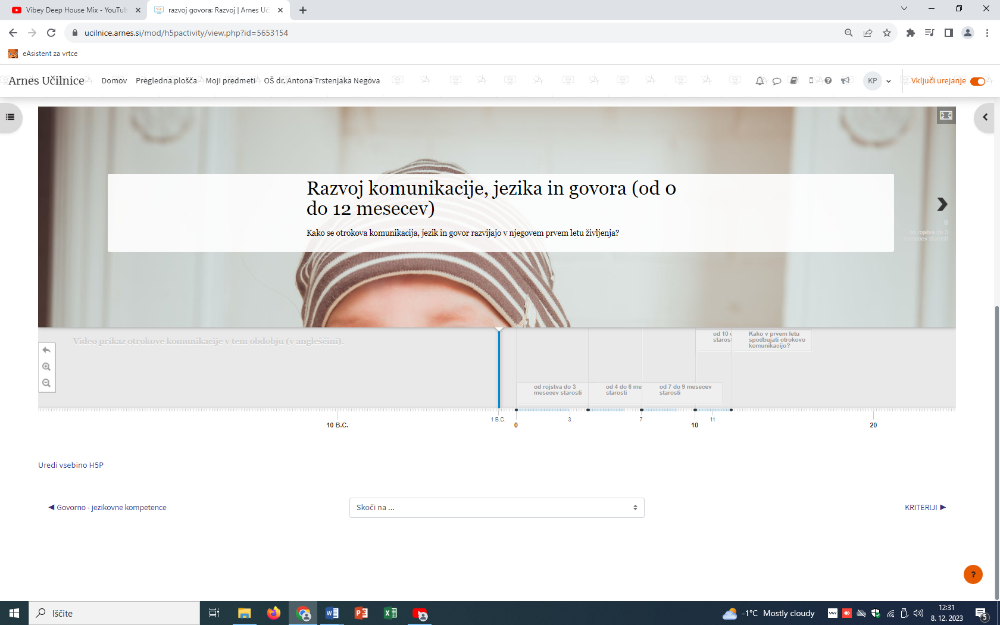 Vibey Deep House Mix - YouTub
razvoj govora: Razvoj | Arnes Uč
ucilnice.arnes.si/mod/h5pactivity/view.php?id=5653154
eAsistent za vrtce
Arnes Učilnice Domov Pregledna plošča Moji predmeti OŠ dr. Antona Trstenjaka Negova KP Vključi urejanje
Razvoj komunikacije, jezika in govora (od 0
do 12 mesecev)
Kako se otrokova komunikacija, jezik in govor razvijajo v njegovem prvem letu življenja?
0
od rojstva do 3
mesecev starosti
Video prikaz otrokove komunikacije v tem obdobju (v angleščini).
od 10
starost
Kako v prvem letu
spodbujati otrokovo
komunikacijo?
od rojstva do 3
mesecev starosti
od 4 do 6 me
starosti
od 7 do 9 mesecev
starosti
1 B.C. 3 7 11
10 B.C. 0 10 20
Uredi vsebino H5P
◄ Govorno - jezikovne kompetence
Skoči na ...
KRITERIJI ►
?
Iščite
-1°C Mostly cloudy
12:31
8. 12. 2023
5